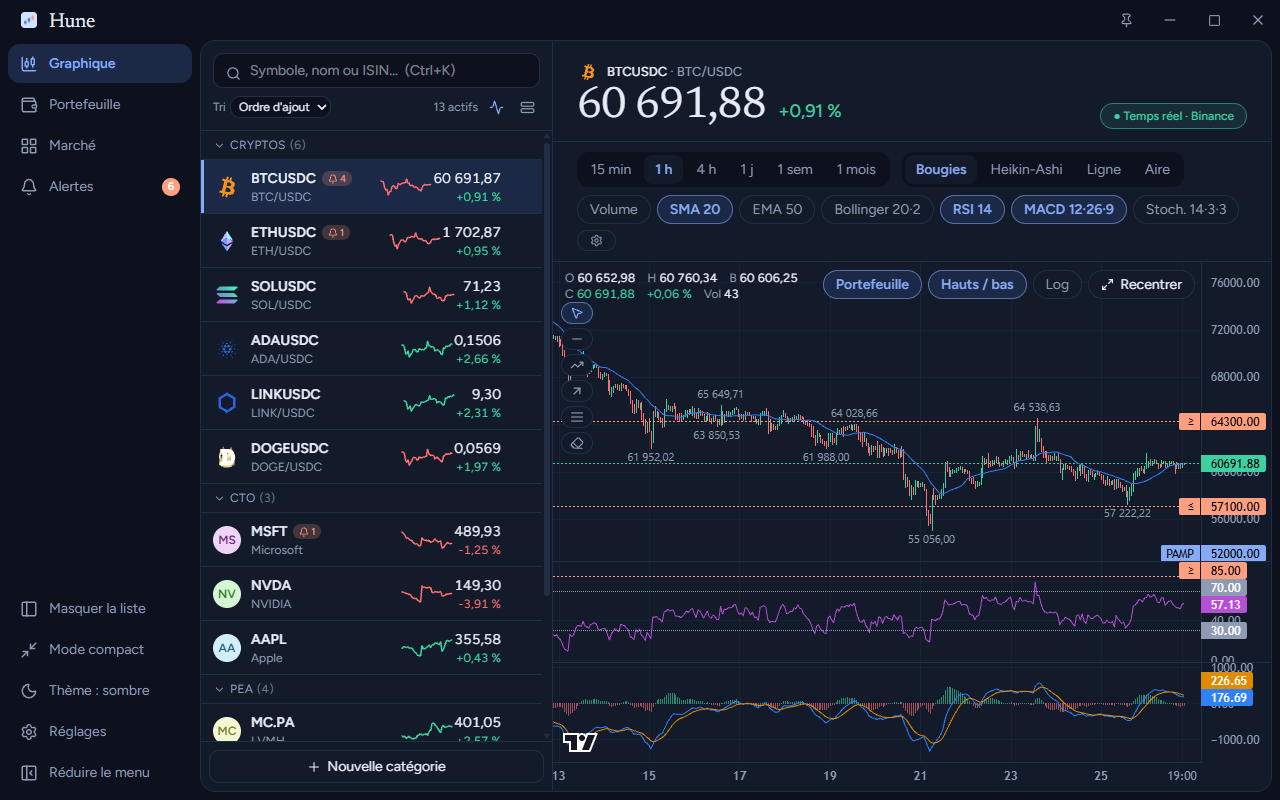 Hune
Graphique
Portefeuille
Marché
Alertes
6
Masquer la liste
Mode compact
Thème : sombre
Réglages
Réduire le menu
Symbole, nom ou ISIN... (Ctrl+K)
Tri
Ordre d'ajout
13 actifs
CRYPTOS (6)
BTCUSDC 4 60 691,87
BTC/USDC +0,91 %
ETHUSDC 1 1 702,87
ETH/USDC +0,95 %
SOLUSDC 71,23
SOL/USDC +1,12 %
ADAUSDC 0,1506
ADA/USDC +2,66 %
LINKUSDC 9,30
LINK/USDC +2,31 %
DOGEUSDC 0,0569
DOGE/USDC +1,97 %
CTO (3)
MS MSFT 1 489,93
Microsoft -1,25 %
NV NVDA 149,30
NVIDIA -3,91 %
AA AAPL 355,58
Apple +0,43 %
PEA (4)
MC MC.PA 401,05
LVMH +2,57 %
+ Nouvelle catégorie
BTCUSDC · BTC/USDC
60 691,88 +0,91 %
● Temps réel · Binance
15 min 1 h 4 h 1 j 1 sem 1 mois Bougies Heikin-Ashi Ligne Aire
Volume SMA 20 EMA 50 Bollinger 20·2 RSI 14 MACD 12·26·9 Stoch. 14·3·3
O 60 652,98 H 60 760,34 B 60 606,25
C 60 691,88 +0,06 % Vol 43
Portefeuille Hauts / bas Log Recentrer
76000.00
72000.00
68000.00
65 649,71
64 538,63
64 028,66
≥ 64300.00
63 850,53
61 952,02
61 988,00
60691.88
60000.00
≤ 57100.00
57 222,22
56000.00
55 056,00
PAMP 52000.00
≥ 85.00
70.00
57.13
40.00
30.00
0.00
1000.00
226.65
176.69
0.00
−1000.00
13 15 17 19 21 23 25 19:00